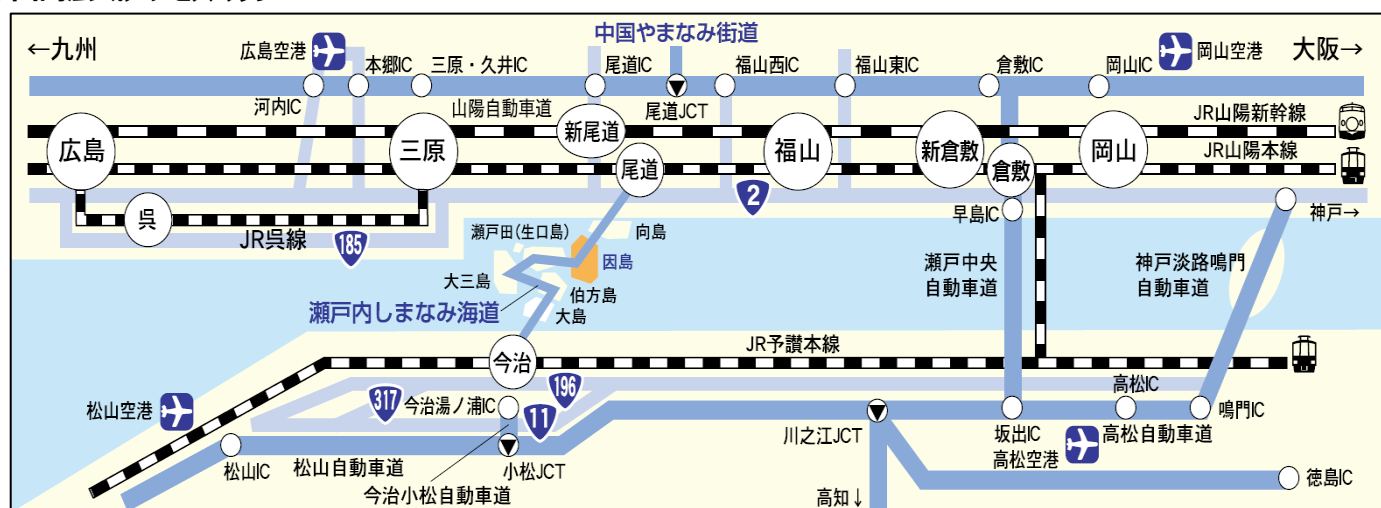 中国やまなみ街道
←九州
広島空港
岡山空港
大阪→
本郷IC
三原・久井IC
尾道IC
福山西IC
福山東IC
倉敷IC
岡山IC
河内IC
山陽自動車道
尾道JCT
JR山陽新幹線
新尾道
広島
三原
福山
新倉敷
岡山
JR山陽本線
尾道
倉敷
2
呉
早島IC
神戸→
JR呉線
185
瀬戸田(生口島)
向島
因島
大三島
伯方島
大島
瀬戸内しまなみ海道
瀬戸中央
自動車道
神戸淡路鳴門
自動車道
JR予讃本線
今治
196
317
今治湯ノ浦IC
11
高松IC
松山空港
鳴門IC
川之江JCT
坂出IC
高松自動車道
高松空港
松山IC
松山自動車道
小松JCT
今治小松自動車道
徳島IC
高知↓